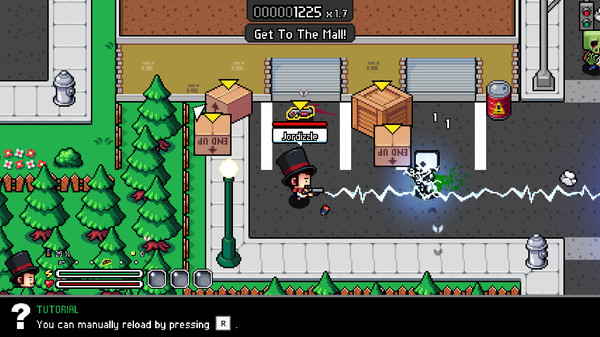 000001225 x1.7
Get To The Mall!
END UP
Jordizzle
END UP
1
1
TUTORIAL
You can manually reload by pressing R .